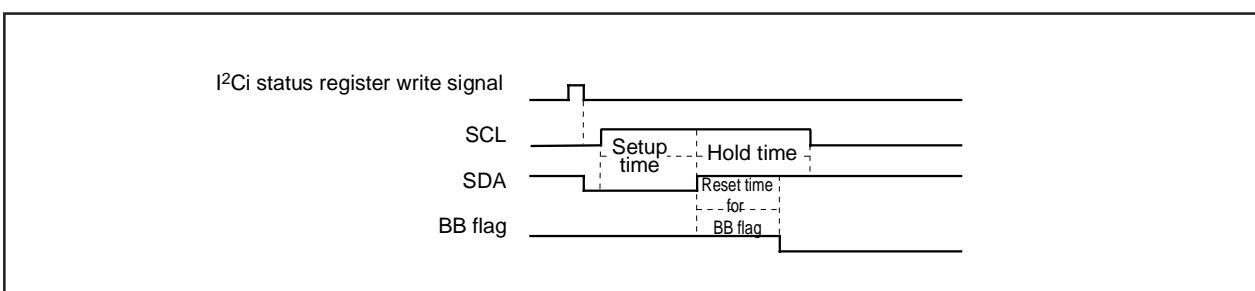 I²Ci status register write signal
SCL
Setup
time
Hold time
SDA
Reset time
for
BB flag
BB flag